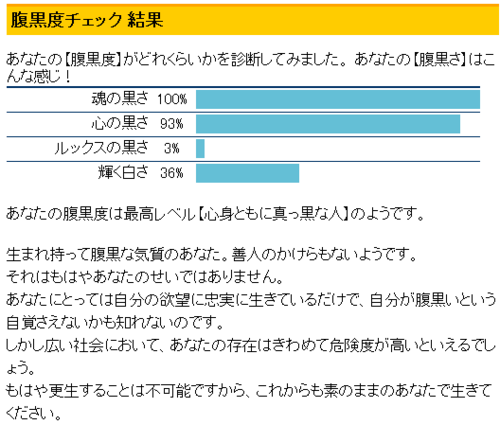 腹黒度チェック 結果
あなたの【腹黒度】がどれくらいかを診断してみました。 あなたの【腹黒さ】はこ
んな感じ！
魂の黒さ 100%
心の黒さ 93%
ルックスの黒さ 3%
輝く白さ 36%
あなたの腹黒度は最高レベル【心身ともに真っ黒な人】のようです。
生まれ持って腹黒な気質のあなた。善人のかけらもないようです。
それはもはやあなたのせいではありません。
あなたにとっては自分の欲望に忠実に生きているだけで、自分が腹黒いという
自覚さえないかも知れないのです。
しかし広い社会において、あなたの存在はきわめて危険度が高いといえるでし
ょう。
もはや更生することは不可能ですから、これからも素のままのあなたで生きて
ください。